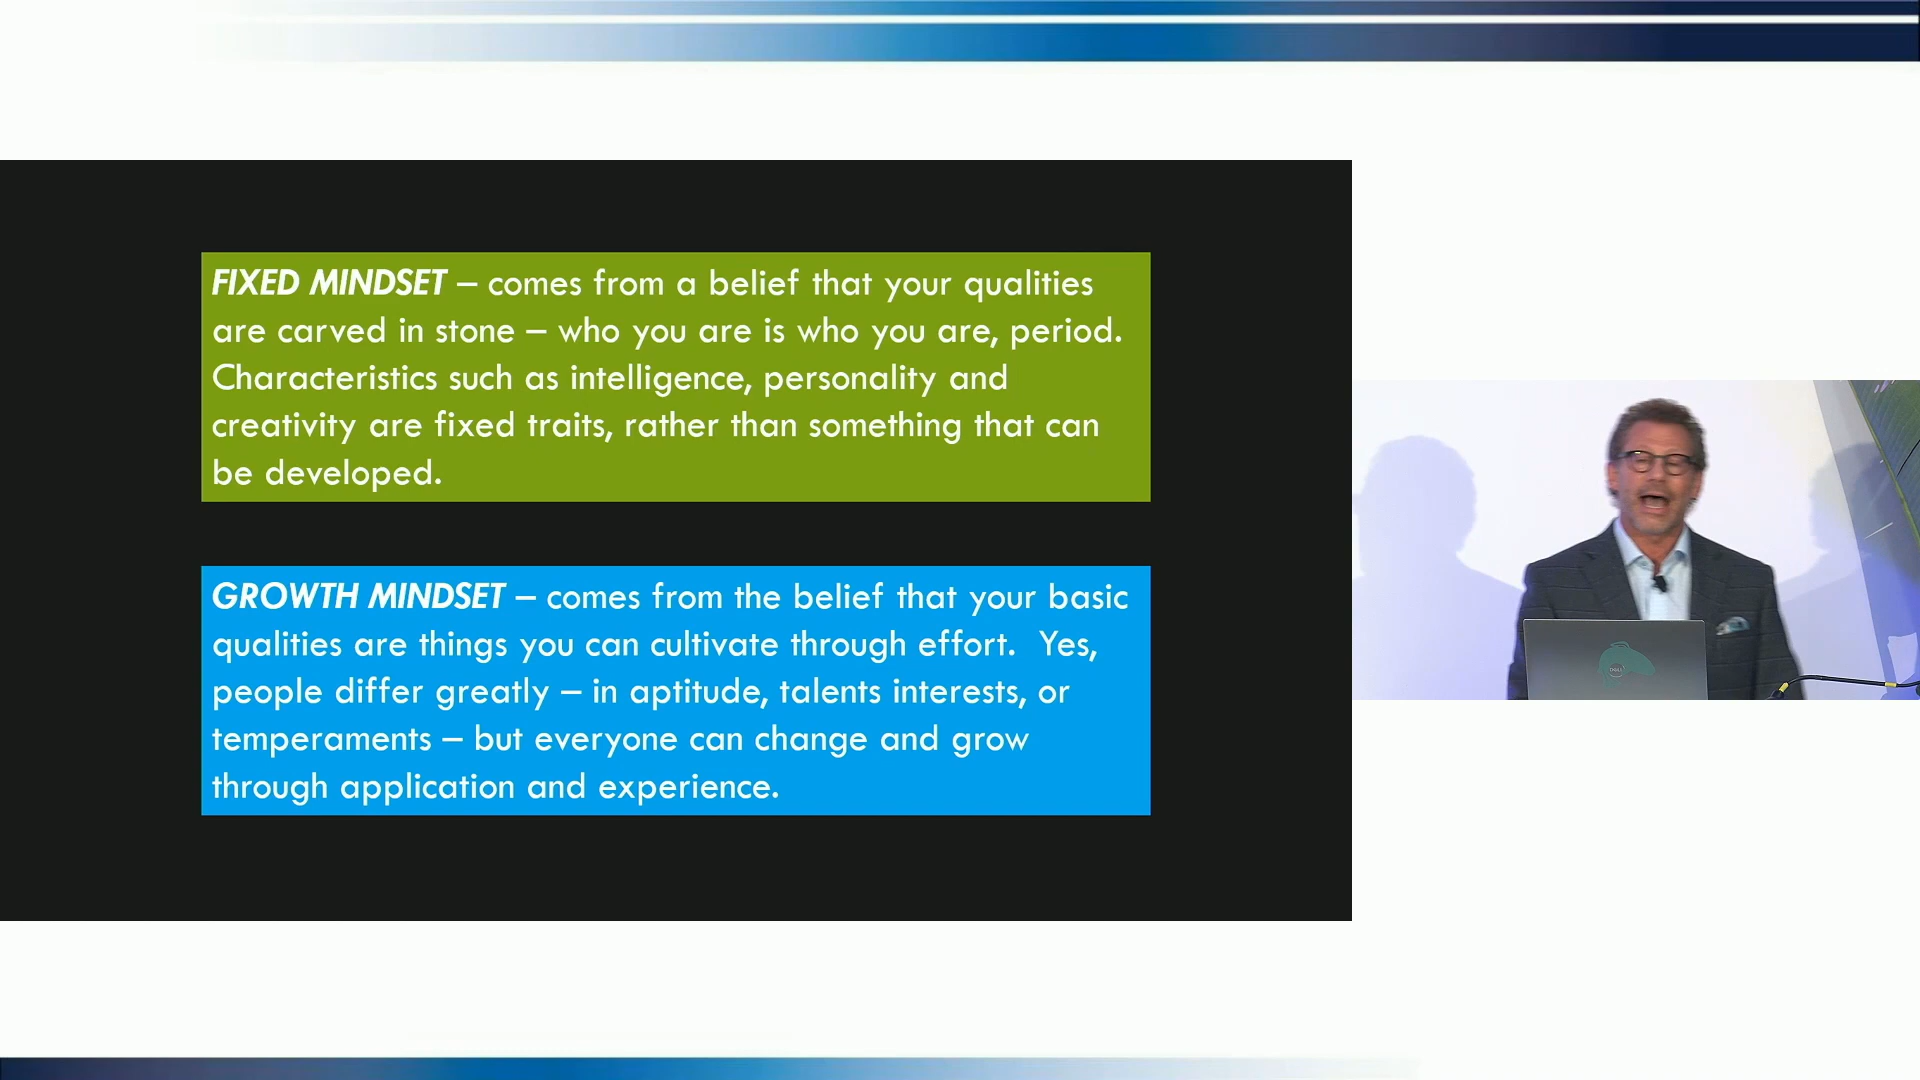 FIXED MINDSET – comes from a belief that your qualities
are carved in stone – who you are is who you are, period.
Characteristics such as intelligence, personality and
creativity are fixed traits, rather than something that can
be developed.
GROWTH MINDSET – comes from the belief that your basic
qualities are things you can cultivate through effort.  Yes,
people differ greatly – in aptitude, talents interests, or
temperaments – but everyone can change and grow
through application and experience.
DELL